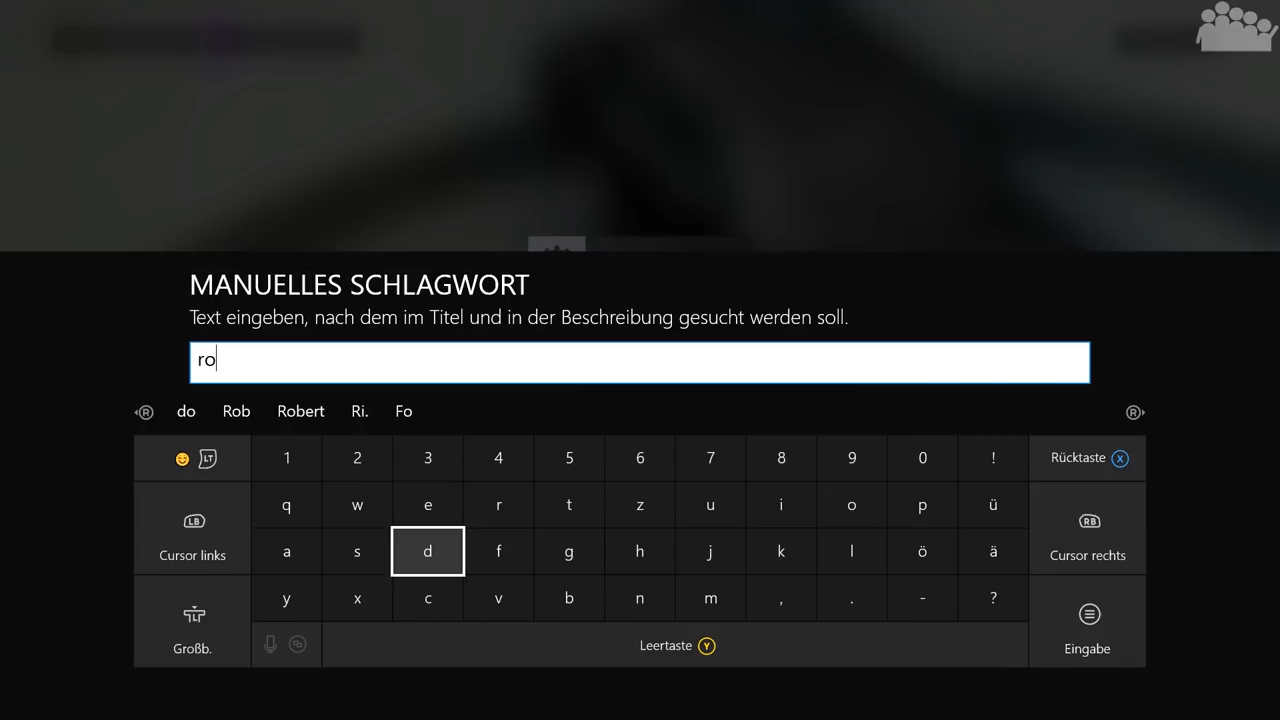 MANUELLES SCHLAGWORT
Text eingeben, nach dem im Titel und in der Beschreibung gesucht werden soll.
ro
R do Rob Robert Ri. Fo R
LT 1 2 3 4 5 6 7 8 9 0 ! Rücktaste X
q w e r t z u i o p ü
LB Cursor links
a s d f g h j k l ö ä
RB Cursor rechts
y x c v b n m , . - ?
LT Großb.
Leertaste Y
Eingabe